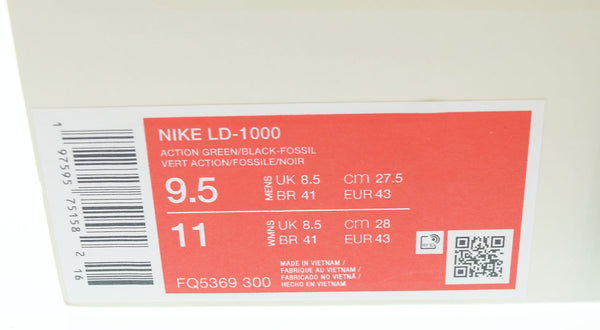 NIKE LD-1000
ACTION GREEN/BLACK-FOSSIL
VERT ACTION/FOSSILE/NOIR
9.5 MENS UK 8.5 CM 27.5
BR 41 EUR 43
11 WMNS UK 8.5 CM 28
BR 41 EUR 43
MADE IN VIETNAM /
FABRIQUE AU VIETNAM /
FABRICADO NO VIETNÃ /
HECHO EN VIETNAM
FQ5369 300
1 97595 75158 2 16